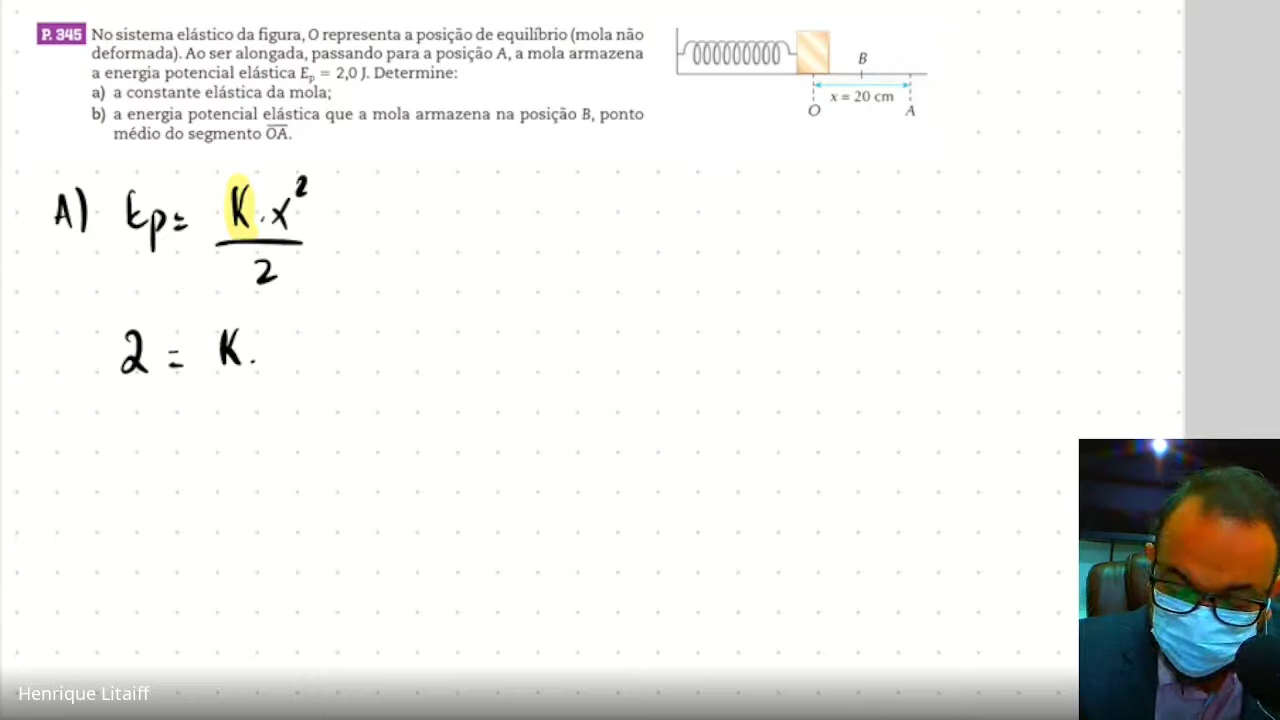 P. 345 No sistema elástico da figura, O representa a posição de equilíbrio (mola não
deformada). Ao ser alongada, passando para a posição A, a mola armazena
a energia potencial elástica Eₚ = 2,0 J. Determine:
a) a constante elástica da mola;
b) a energia potencial elástica que a mola armazena na posição B, ponto
médio do segmento O̅A̅.
B
x = 20 cm
O A
A) Ep = K . x²
2
2 = K.
Henrique Litaiff